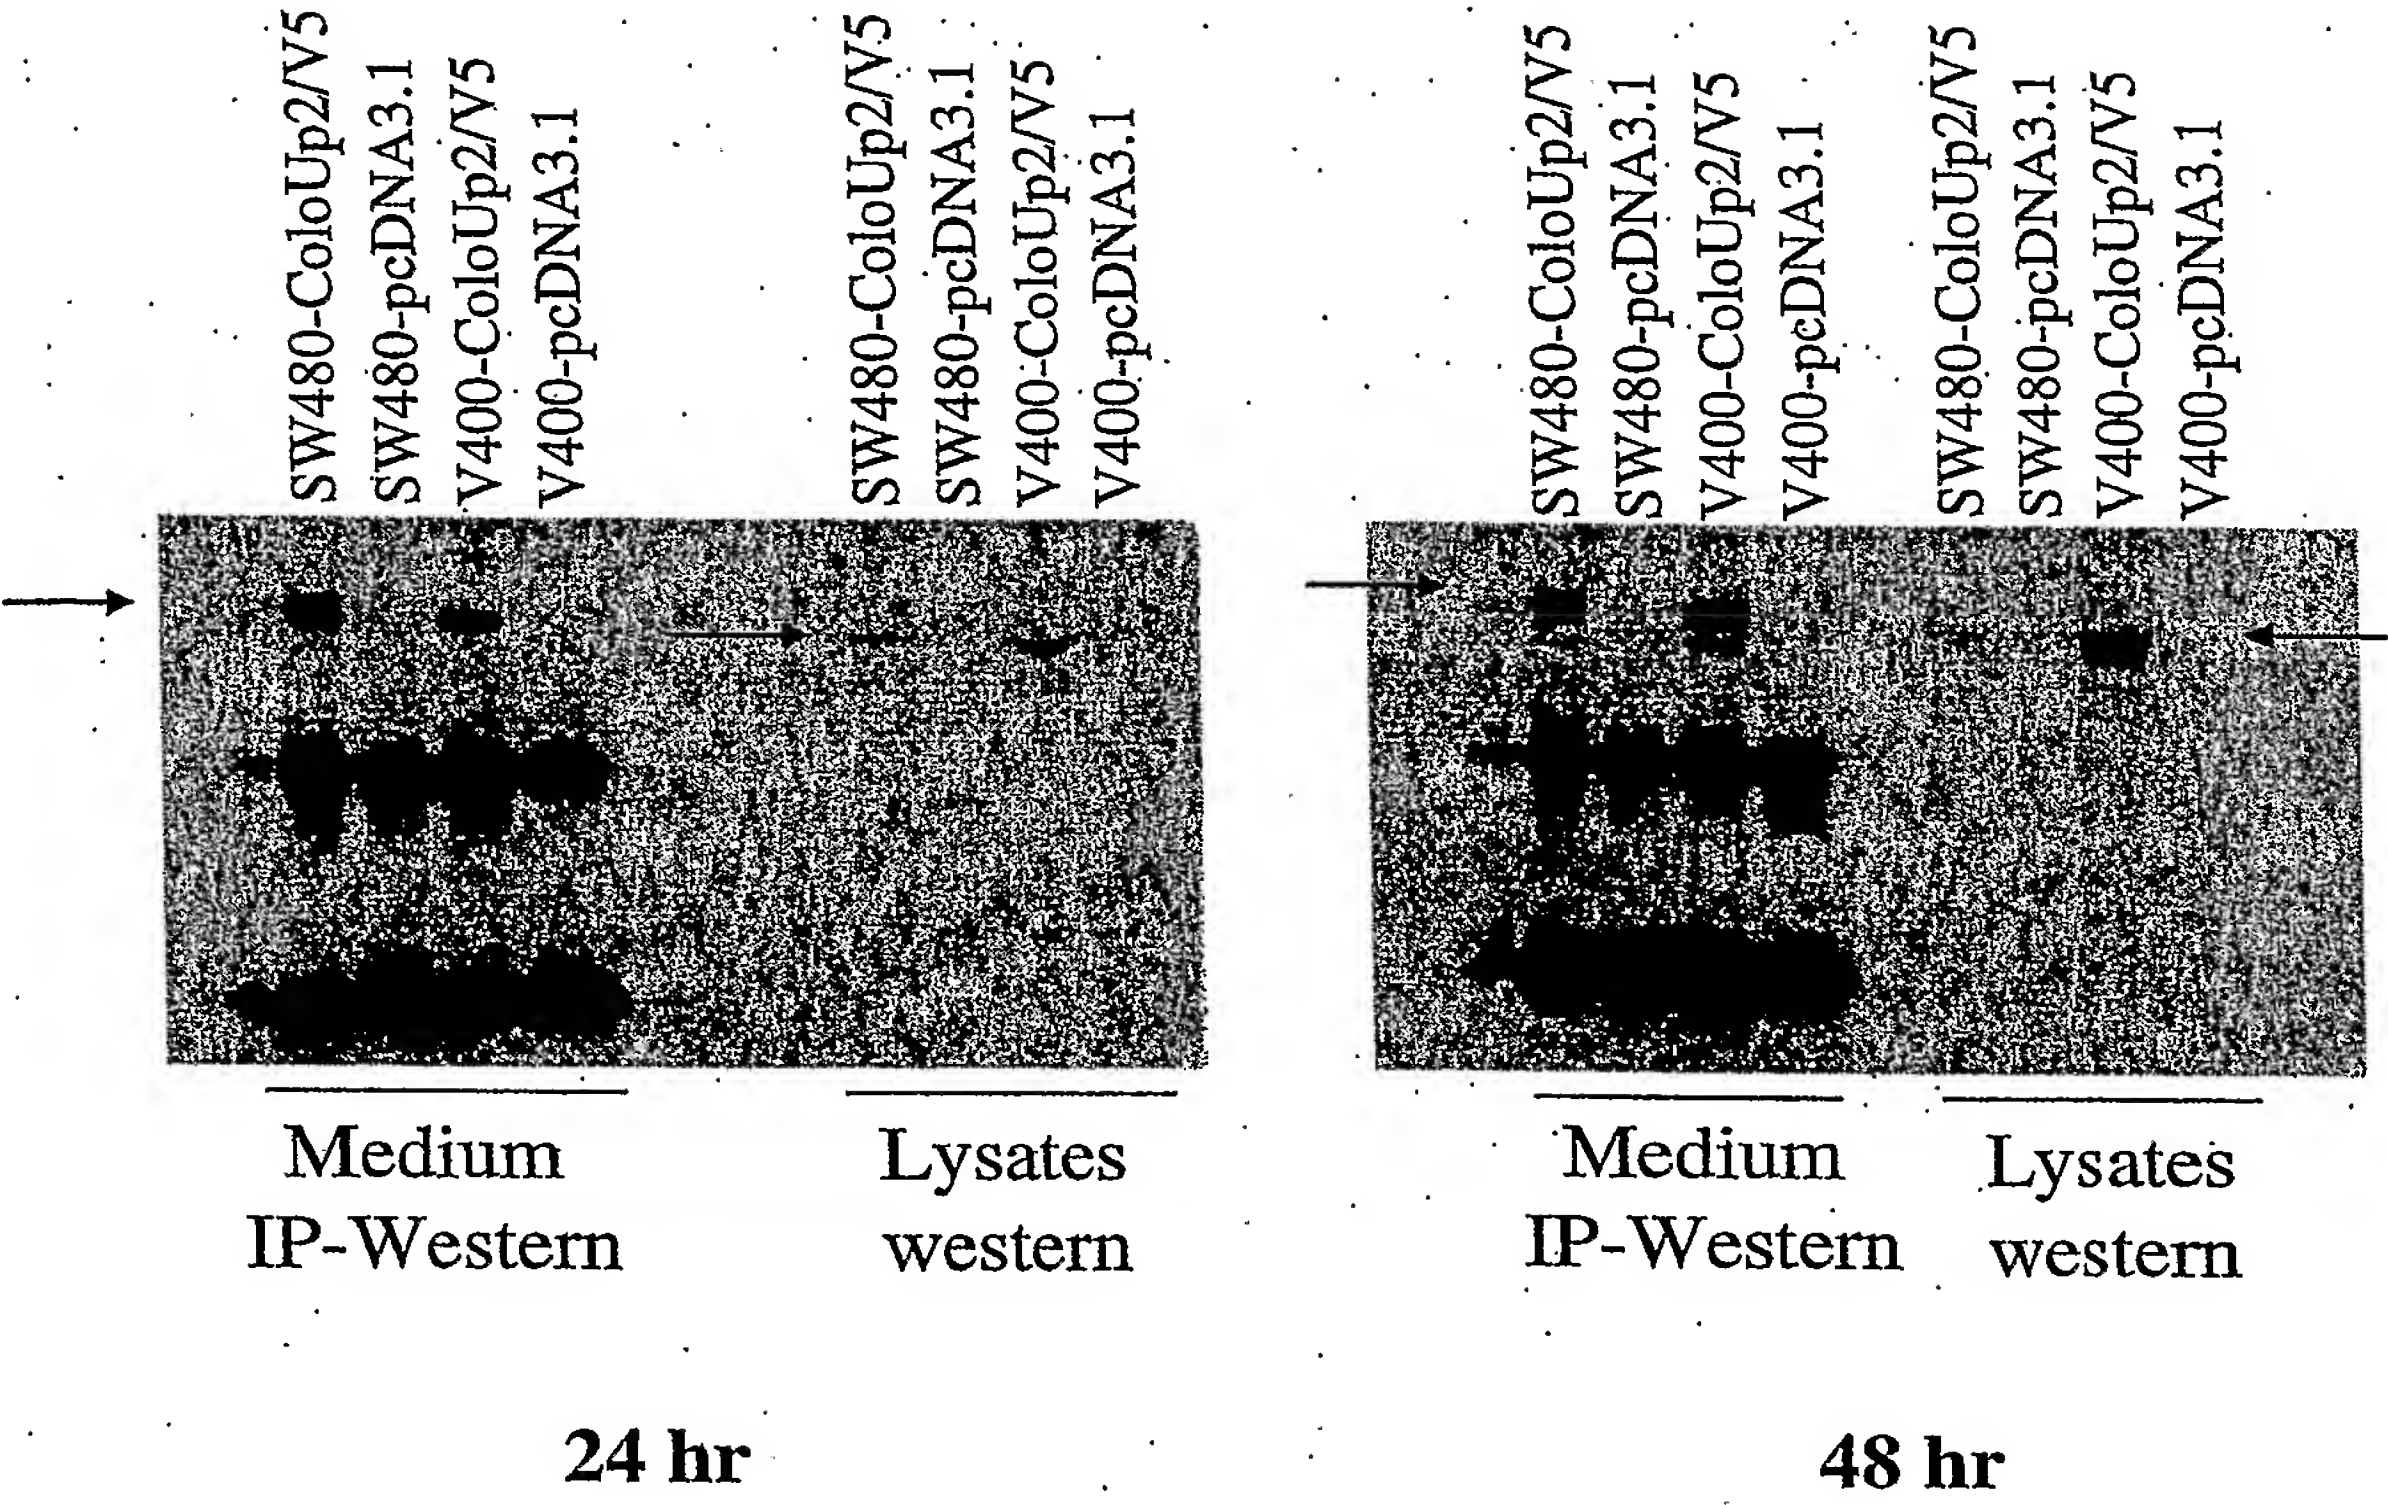 SW480-ColoUp2/V5
SW480-pcDNA3.1
V400-ColoUp2/V5
V400-pcDNA3.1
SW480-ColoUp2/V5
SW480-pcDNA3.1
V400-ColoUp2/V5
V400-pcDNA3.1
SW480-ColoUp2/V5
SW480-pcDNA3.1
V400-ColoUp2/V5
V400-pcDNA3.1
SW480-ColoUp2/V5
SW480-pcDNA3.1
V400-ColoUp2/V5
V400-pcDNA3.1
Medium
IP-Western
Lysates
western
Medium
IP-Western
Lysates
western
24 hr
48 hr